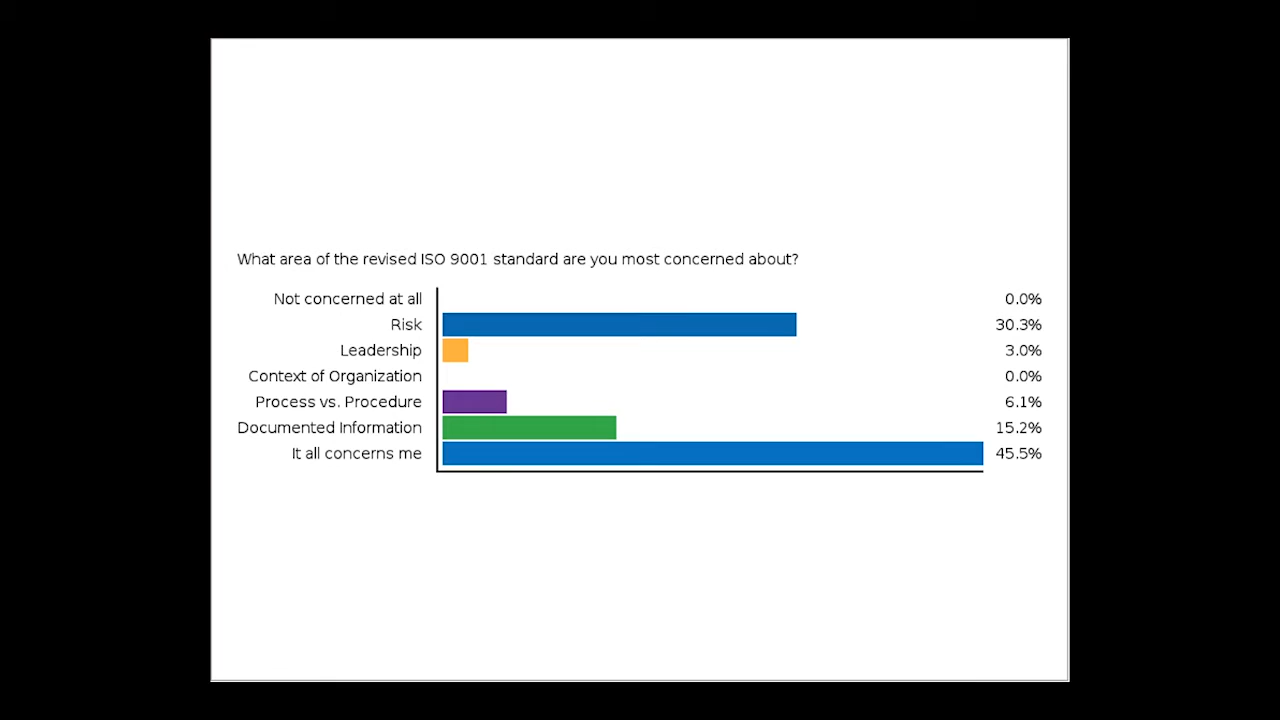 What area of the revised ISO 9001 standard are you most concerned about?
Not concerned at all 0.0%
Risk 30.3%
Leadership 3.0%
Context of Organization 0.0%
Process vs. Procedure 6.1%
Documented Information 15.2%
It all concerns me 45.5%